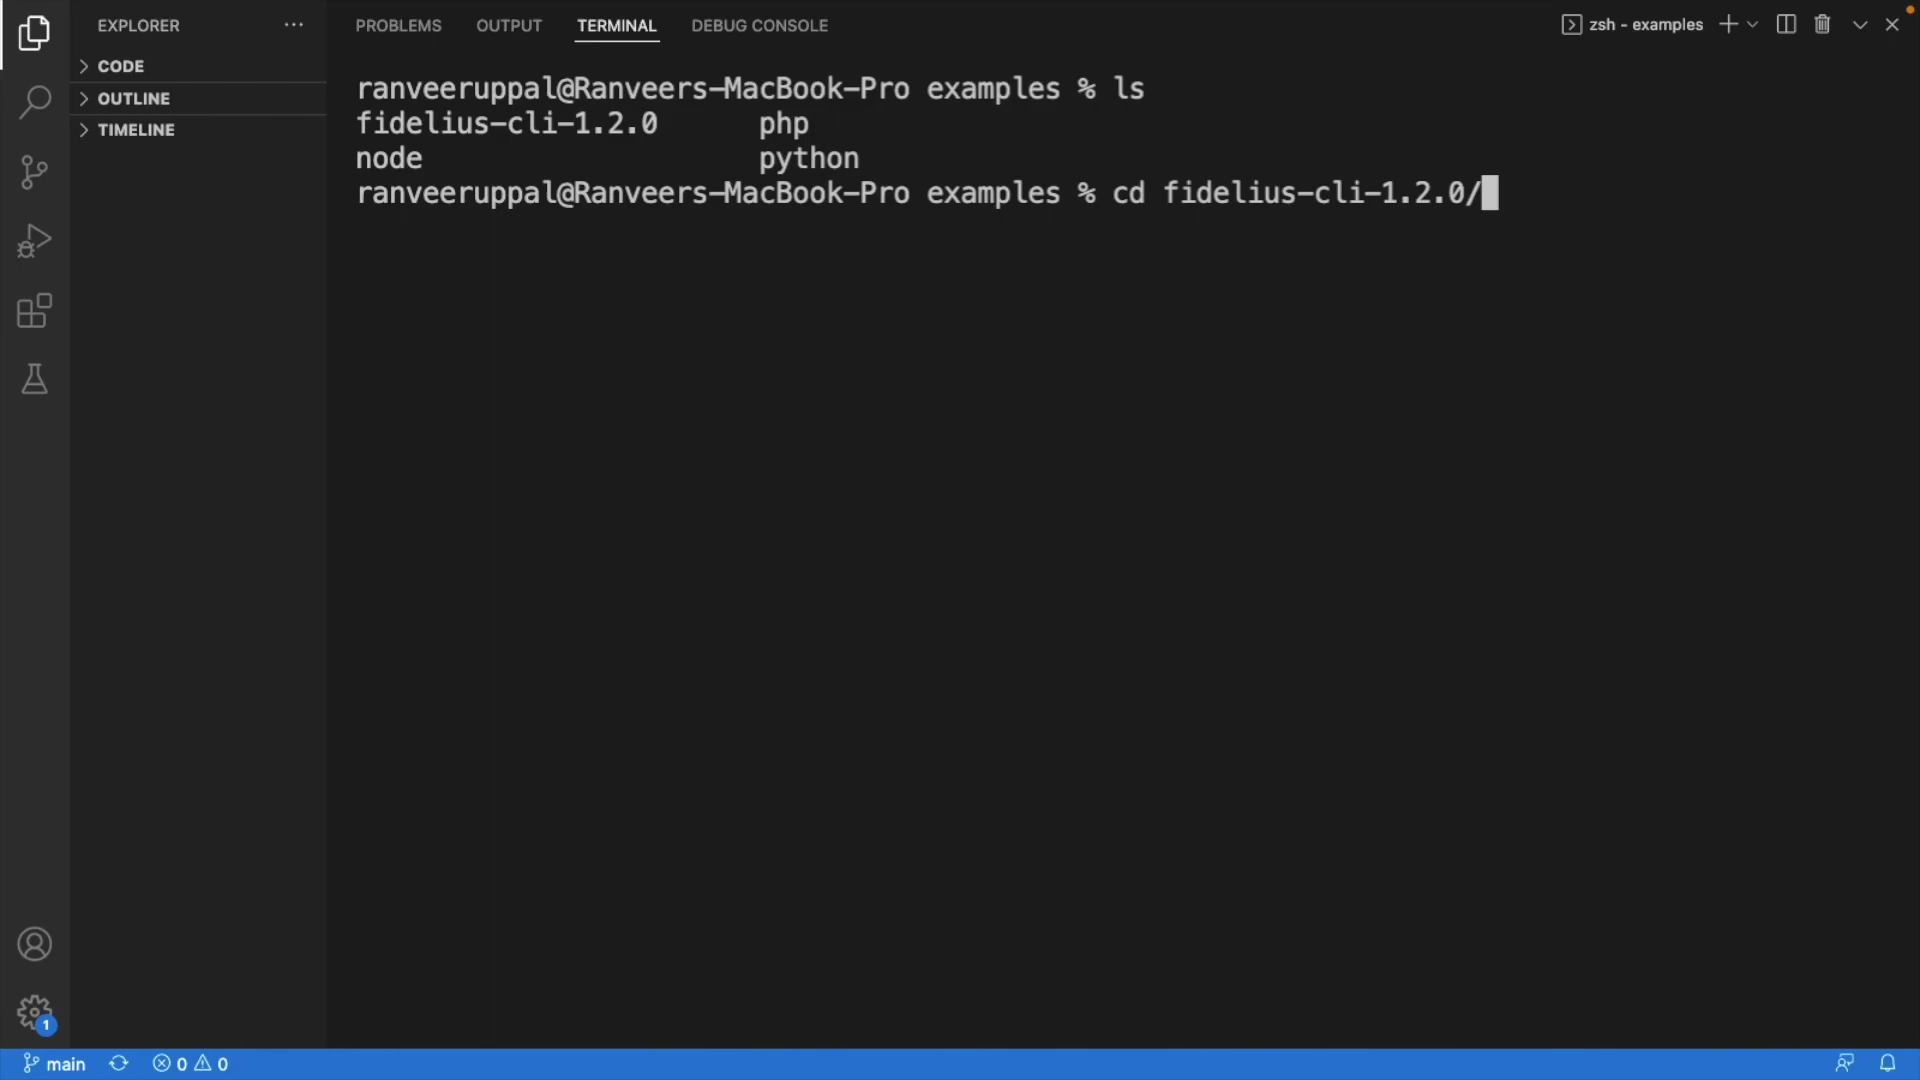 EXPLORER
CODE
OUTLINE
TIMELINE
PROBLEMS OUTPUT TERMINAL DEBUG CONSOLE
zsh - examples
ranveeruppal@Ranveers-MacBook-Pro examples % ls
fidelius-cli-1.2.0 php
node python
ranveeruppal@Ranveers-MacBook-Pro examples % cd fidelius-cli-1.2.0/
1
main 0 0